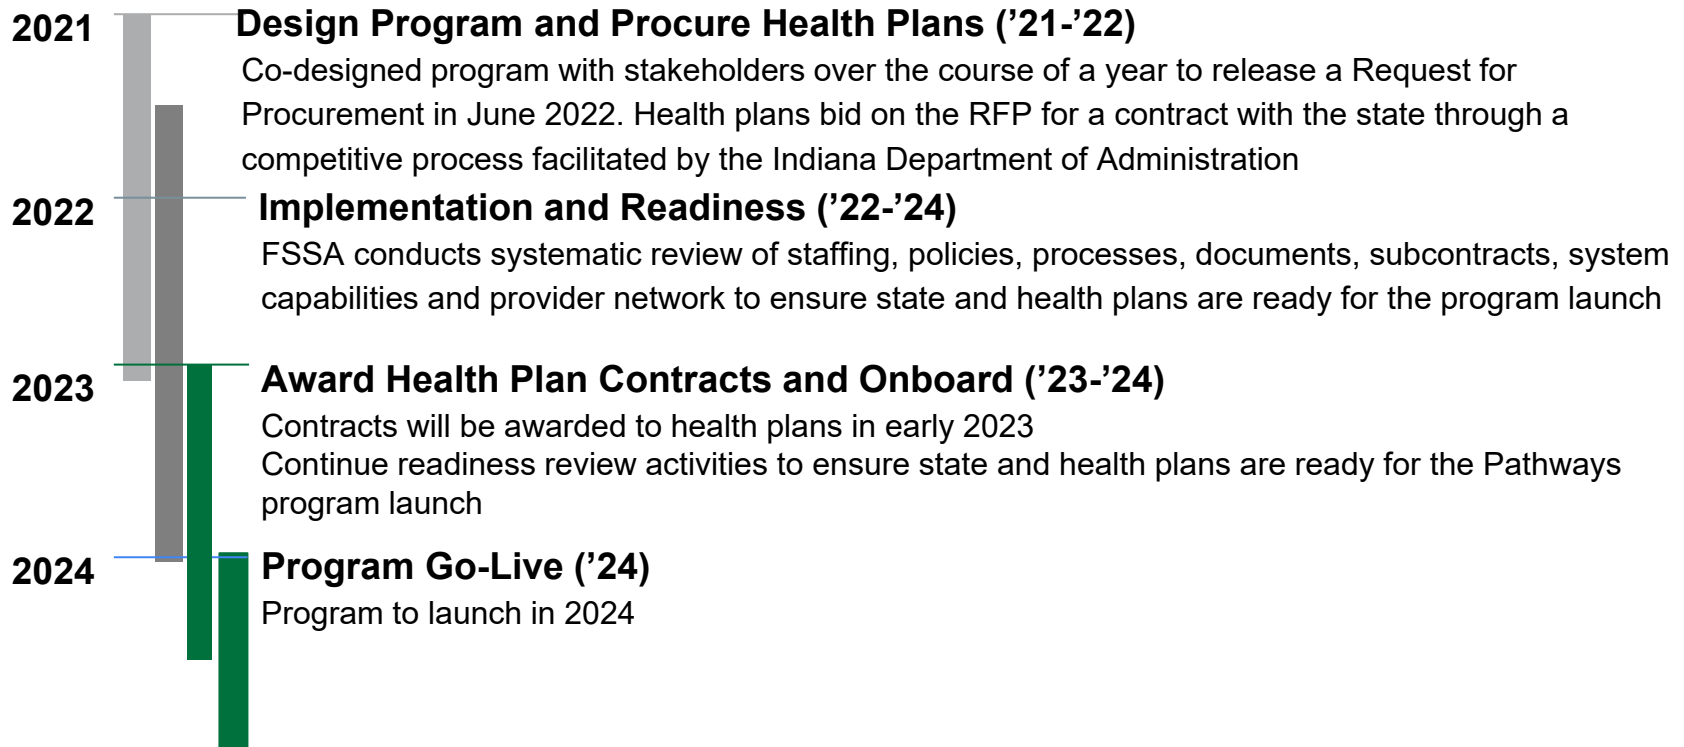 2021
Design Program and Procure Health Plans (’21-’22)
Co-designed program with stakeholders over the course of a year to release a Request for
Procurement in June 2022. Health plans bid on the RFP for a contract with the state through a
competitive process facilitated by the Indiana Department of Administration
2022
Implementation and Readiness (’22-’24)
FSSA conducts systematic review of staffing, policies, processes, documents, subcontracts, system
capabilities and provider network to ensure state and health plans are ready for the program launch
2023
Award Health Plan Contracts and Onboard (’23-’24)
Contracts will be awarded to health plans in early 2023
Continue readiness review activities to ensure state and health plans are ready for the Pathways
program launch
2024
Program Go-Live (’24)
Program to launch in 2024